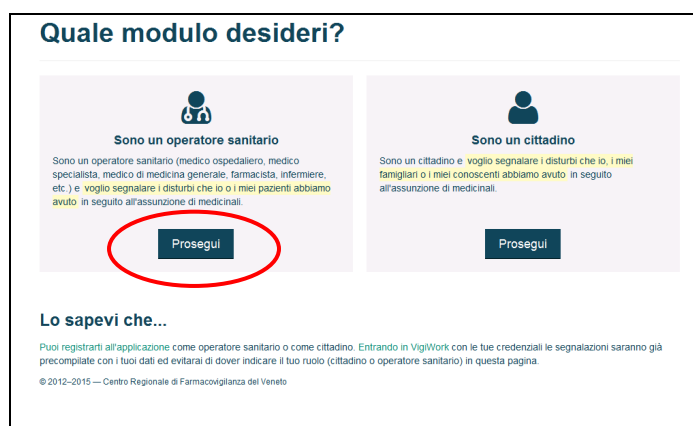 Quale modulo desideri?
Sono un operatore sanitario
Sono un operatore sanitario (medico ospedaliero, medico
specialista, medico di medicina generale, farmacista, infermiere,
etc.) e voglio segnalare i disturbi che io o i miei pazienti abbiamo
avuto in seguito all'assunzione di medicinali.
Prosegui
Sono un cittadino
Sono un cittadino e voglio segnalare i disturbi che io, i miei
famigliari o i miei conoscenti abbiamo avuto in seguito
all'assunzione di medicinali.
Prosegui
Lo sapevi che...
Puoi registrarti all'applicazione come operatore sanitario o come cittadino. Entrando in VigiWork con le tue credenziali le segnalazioni saranno già
precompilate con i tuoi dati ed evitarai di dover indicare il tuo ruolo (cittadino o operatore sanitario) in questa pagina.
© 2012–2015 — Centro Regionale di Farmacovigilanza del Veneto